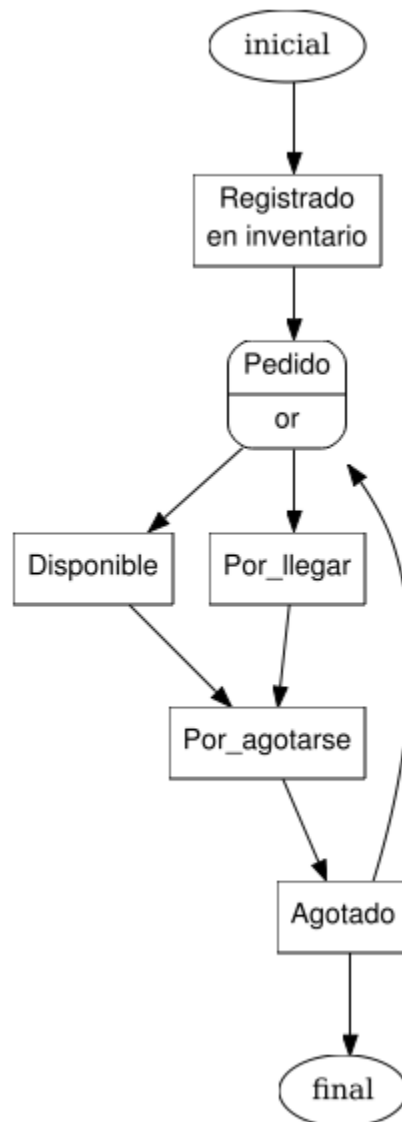 inicial
Registrado
en inventario
Pedido
or
Disponible
Por_llegar
Por_agotarse
Agotado
final